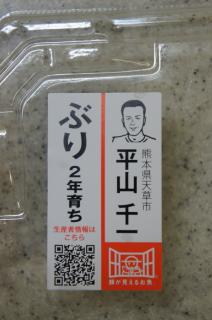 熊本県天草市
平山 千一
ぶり
2年育ち
生産者情報は
こちら
顔が見えるお魚